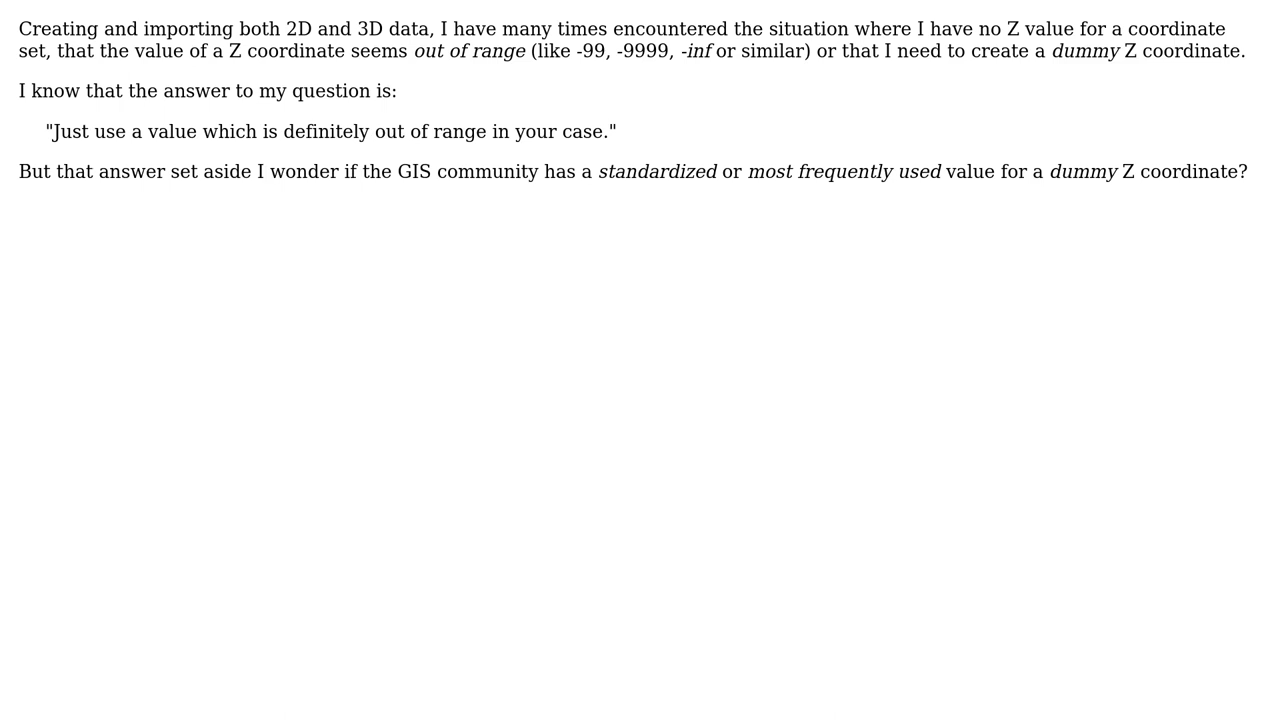 Creating and importing both 2D and 3D data, I have many times encountered the situation where I have no Z value for a coordinate
set, that the value of a Z coordinate seems out of range (like -99, -9999, -inf or similar) or that I need to create a dummy Z coordinate.
I know that the answer to my question is:
"Just use a value which is definitely out of range in your case."
But that answer set aside I wonder if the GIS community has a standardized or most frequently used value for a dummy Z coordinate?